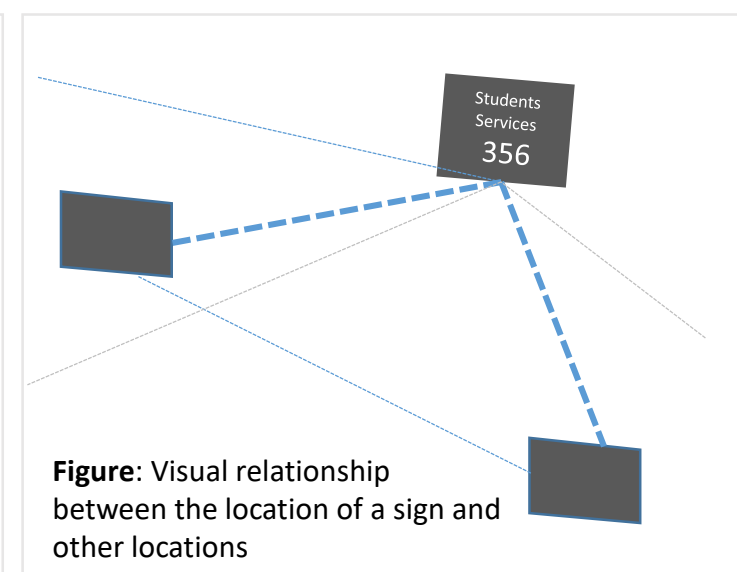 Students
Services
356
Figure: Visual relationship
between the location of a sign and
other locations